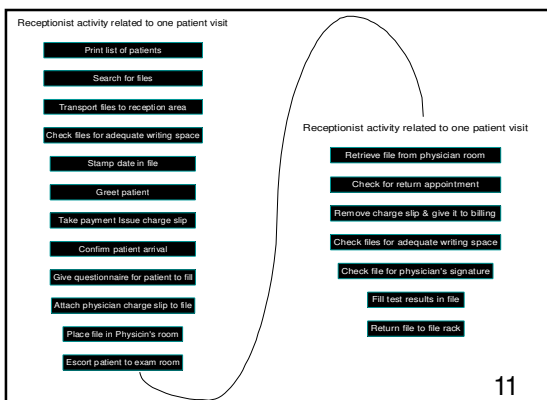 Receptionist activity related to one patient visit
Print list of patients
Search for files
Transport files to reception area
Check files for adequate writing space
Stamp date in file
Greet patient
Take payment Issue charge slip
Confirm patient arrival
Give questionnaire for patient to fill
Attach physician charge slip to file
Place file in Physicin's room
Escort patient to exam room
Receptionist activity related to one patient visit
Retrieve file from physician room
Check for return appointment
Remove charge slip & give it to billing
Check files for adequate writing space
Check file for physician's signature
Fill test results in file
Return file to file rack
11